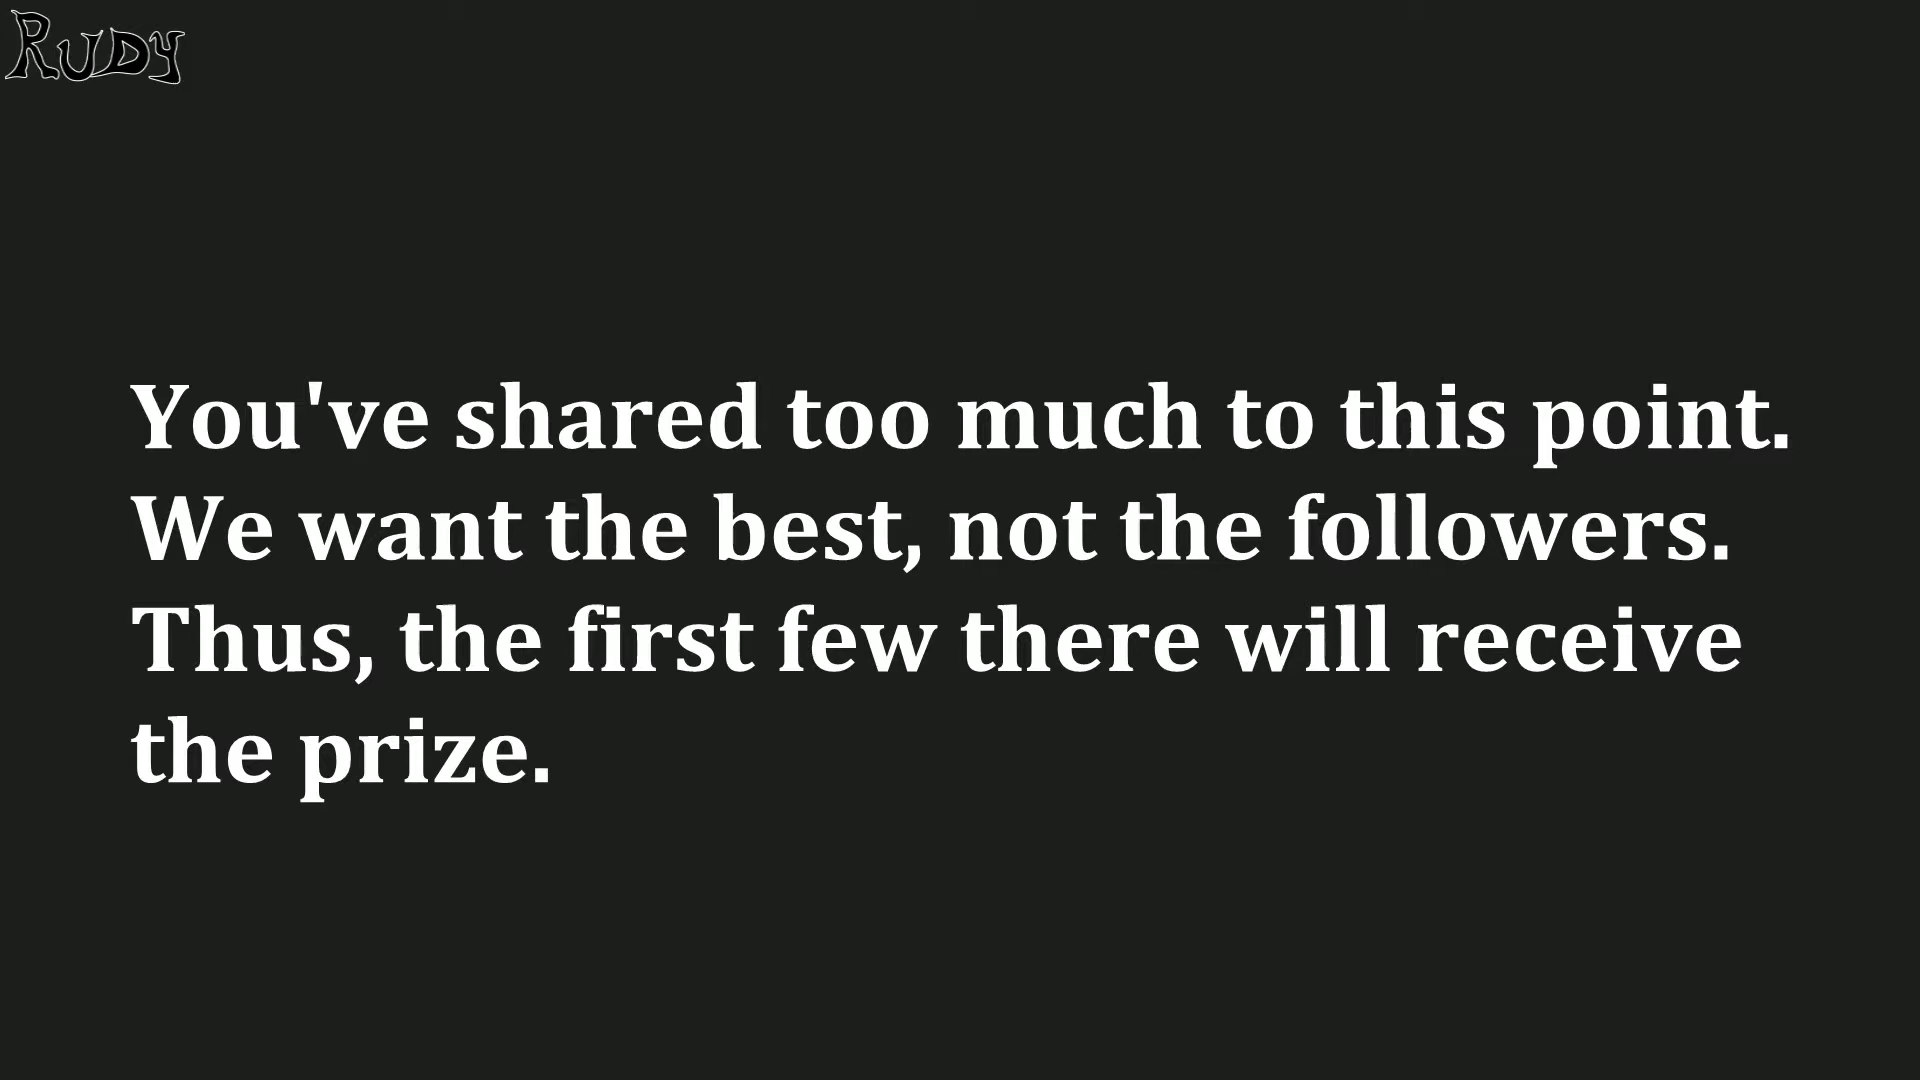 RUDY
You've shared too much to this point.
We want the best, not the followers.
Thus, the first few there will receive
the prize.